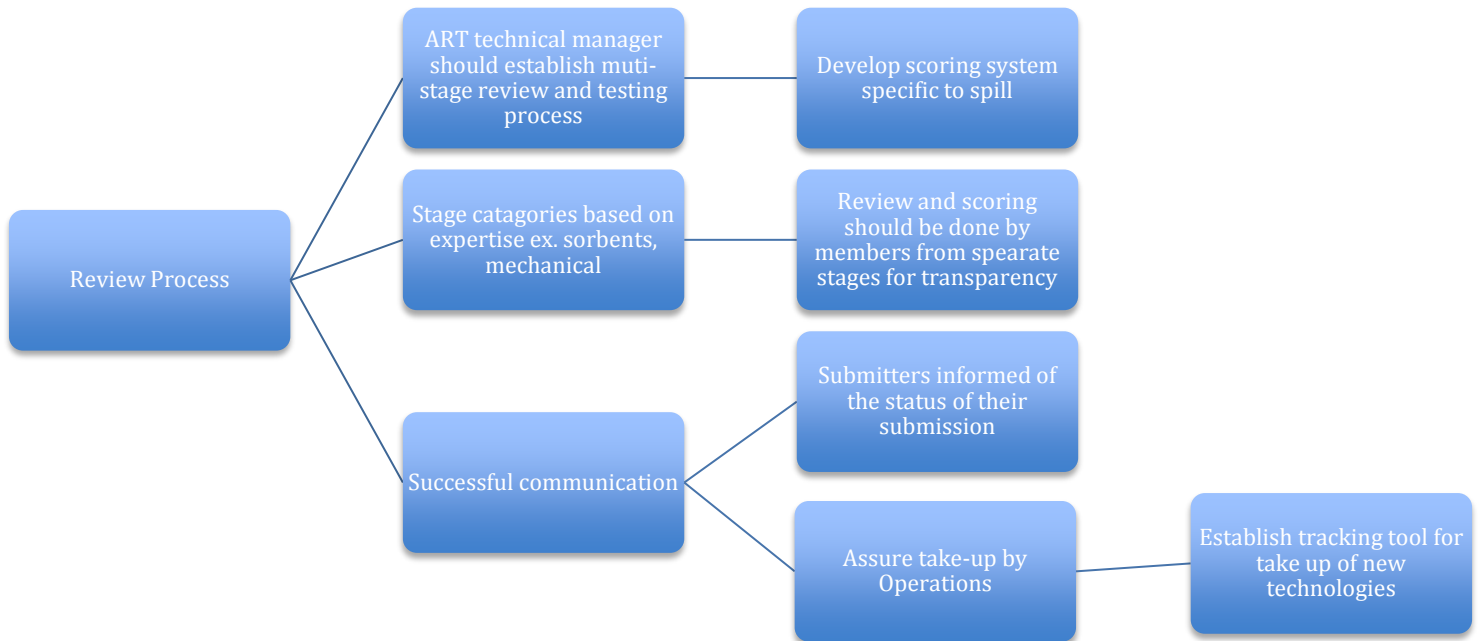 Review Process
ART technical manager
should establish muti-
stage review and testing
process
Develop scoring system
specific to spill
Stage catagories based on
expertise ex. sorbents,
mechanical
Review and scoring
should be done by
members from spearate
stages for transparency
Successful communication
Submitters informed of
the status of their
submission
Assure take-up by
Operations
Establish tracking tool for
take up of new
technologies